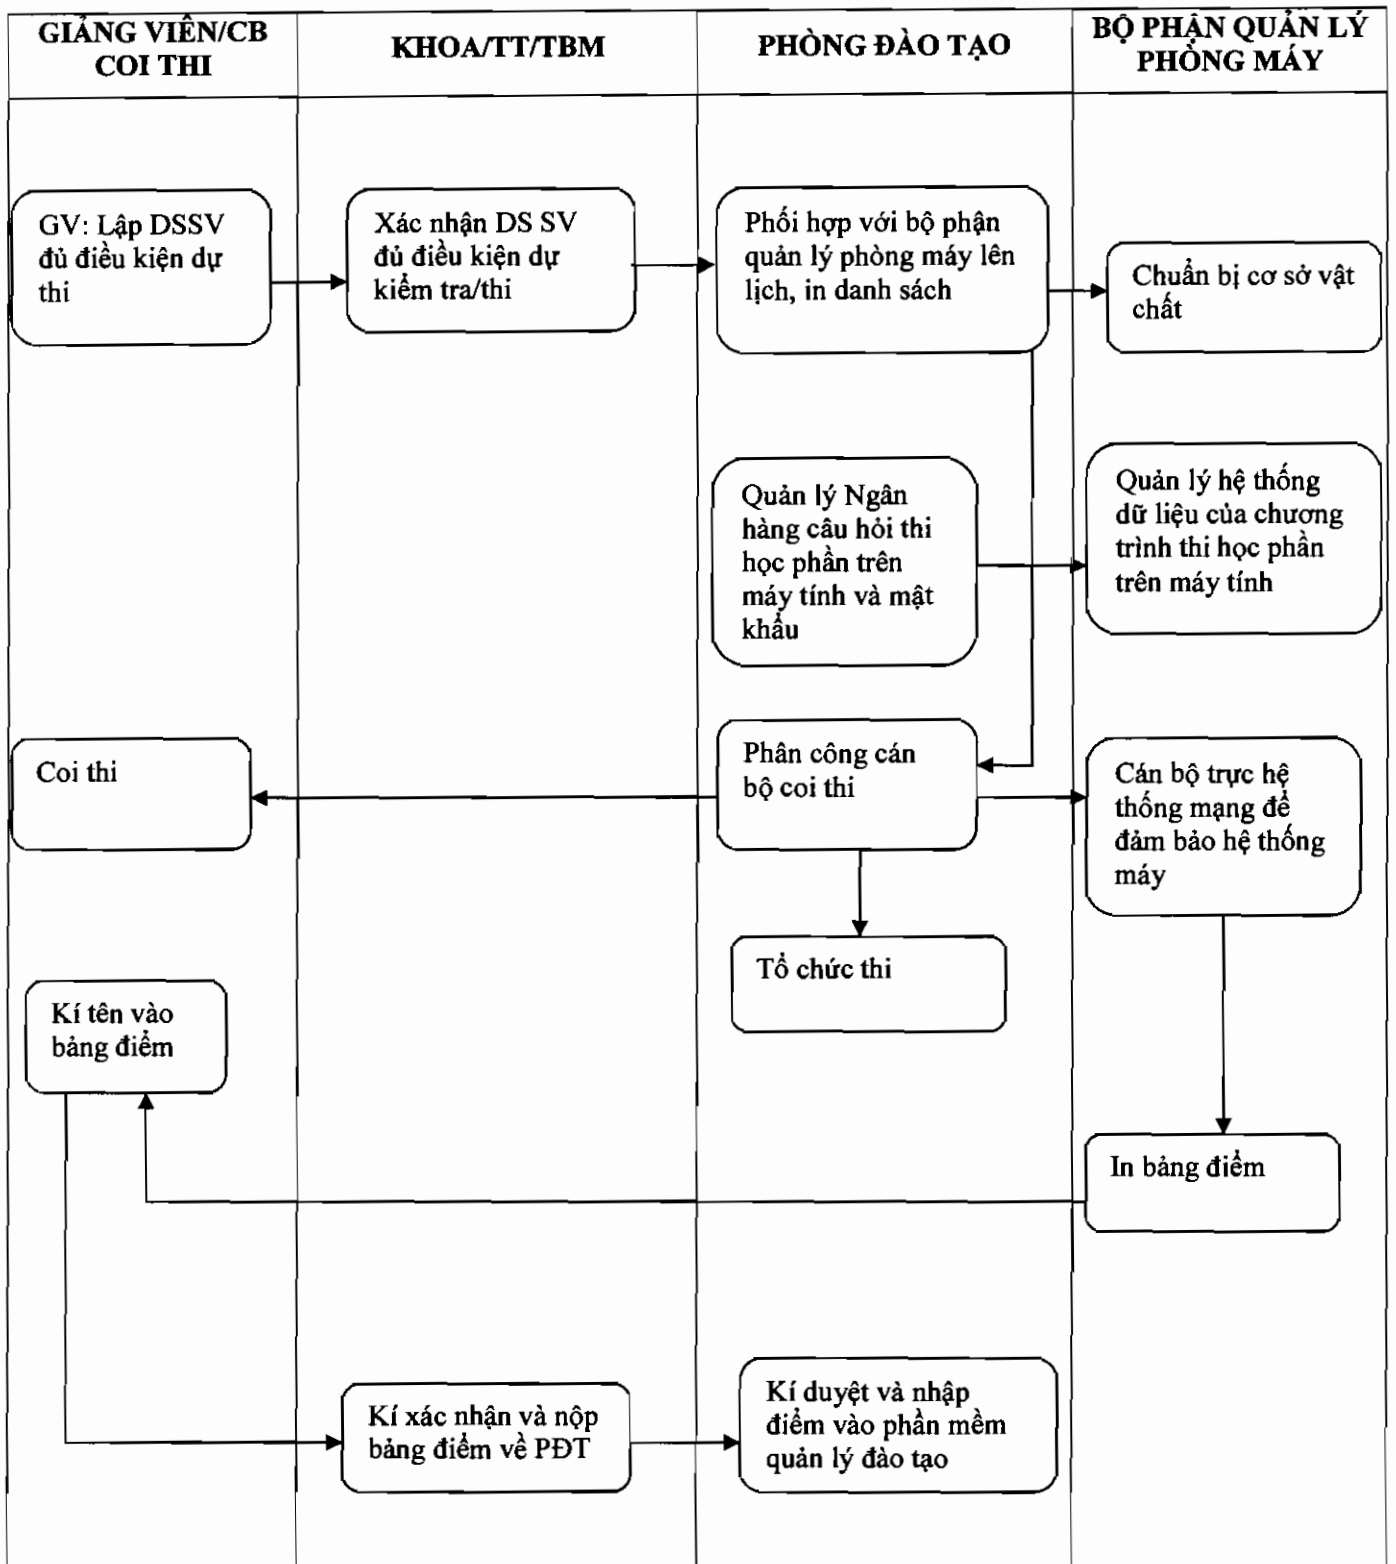 GIẢNG VIÊN/CB
COI THI
KHOA/TT/TBM
PHÒNG ĐÀO TẠO
BỘ PHẬN QUẢN LÝ
PHÒNG MÁY
GV: Lập DSSV
đủ điều kiện dự
thi
Xác nhận DS SV
đủ điều kiện dự
kiểm tra/thi
Phối hợp với bộ phận
quản lý phòng máy lên
lịch, in danh sách
Chuẩn bị cơ sở vật
chất
Quản lý Ngân
hàng câu hỏi thi
học phần trên
máy tính và mật
khẩu
Quản lý hệ thống
dữ liệu của chương
trình thi học phần
trên máy tính
Coi thi
Phân công cán
bộ coi thi
Cán bộ trực hệ
thống mạng để
đảm bảo hệ thống
máy
Tổ chức thi
Kí tên vào
bảng điểm
In bảng điểm
Kí xác nhận và nộp
bảng điểm về PĐT
Kí duyệt và nhập
điểm vào phần mềm
quản lý đào tạo